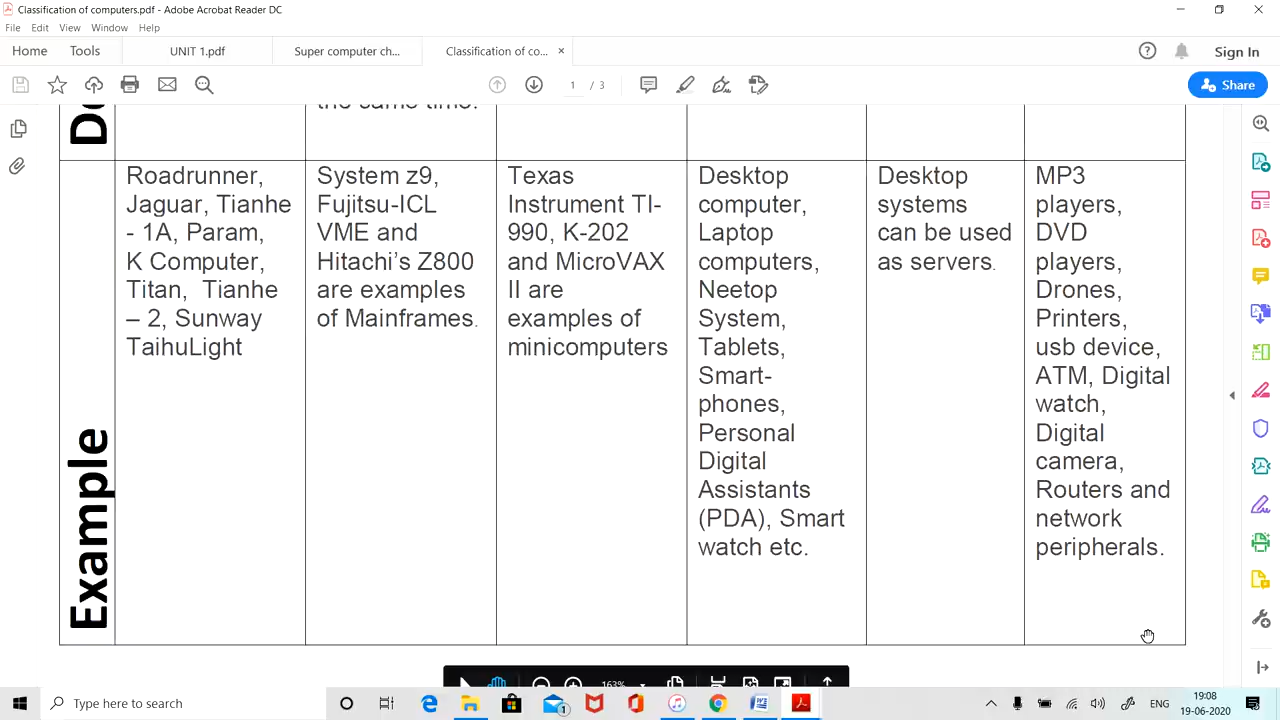 Classification of computers.pdf - Adobe Acrobat Reader DC
File Edit View Window Help
Home Tools UNIT 1.pdf Super computer ch... Classification of co... × Sign In
1 / 3 Share
De
the same time.
Example
Roadrunner,
Jaguar, Tianhe
- 1A, Param,
K Computer,
Titan, Tianhe
– 2, Sunway
TaihuLight
System z9,
Fujitsu-ICL
VME and
Hitachi’s Z800
are examples
of Mainframes.
Texas
Instrument TI-
990, K-202
and MicroVAX
II are
examples of
minicomputers
Desktop
computer,
Laptop
computers,
Neetop
System,
Tablets,
Smart-
phones,
Personal
Digital
Assistants
(PDA), Smart
watch etc.
Desktop
systems
can be used
as servers.
MP3
players,
DVD
players,
Drones,
Printers,
usb device,
ATM, Digital
watch,
Digital
camera,
Routers and
network
peripherals.
163%
Type here to search
1
ENG
19:08
19-06-2020